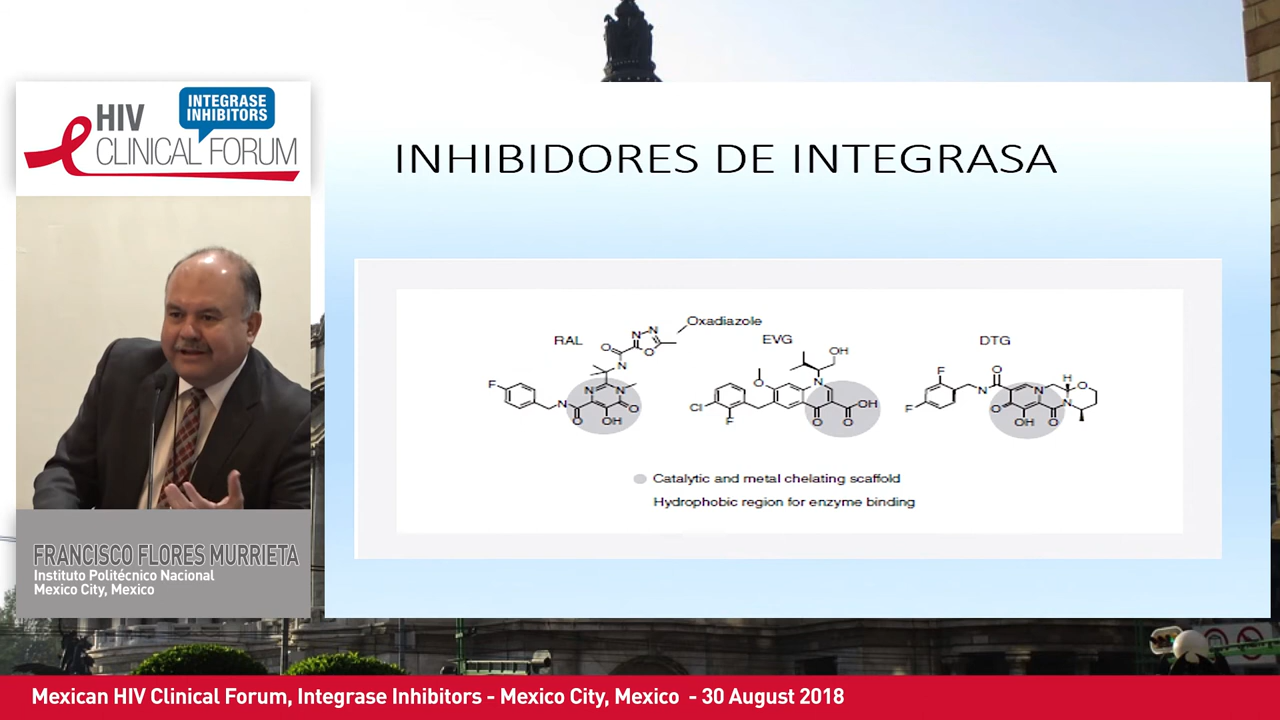 INTEGRASE
INHIBITORS
HIV
CLINICAL FORUM
INHIBIDORES DE INTEGRASA
Oxadiazole
RAL
EVG
DTG
N N
O
O
N
F
N
N
N
O
O
OH
OH
O
N
Cl
F
O
O
OH
F
F
O
N
H
O
N
N
O
OH
O
Catalytic and metal chelating scaffold
Hydrophobic region for enzyme binding
FRANCISCO FLORES MURRIETA
Instituto Politécnico Nacional
Mexico City, Mexico
Mexican HIV Clinical Forum, Integrase Inhibitors - Mexico City, Mexico - 30 August 2018